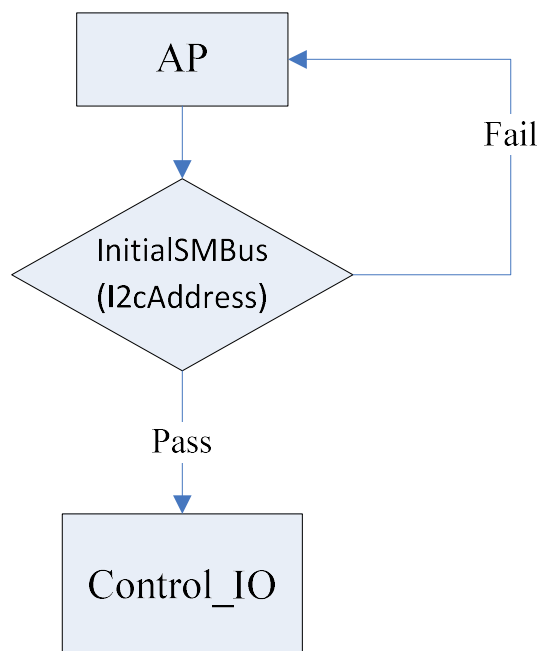 AP
Fail
InitialSMBus
(I2cAddress)
Pass
Control_IO